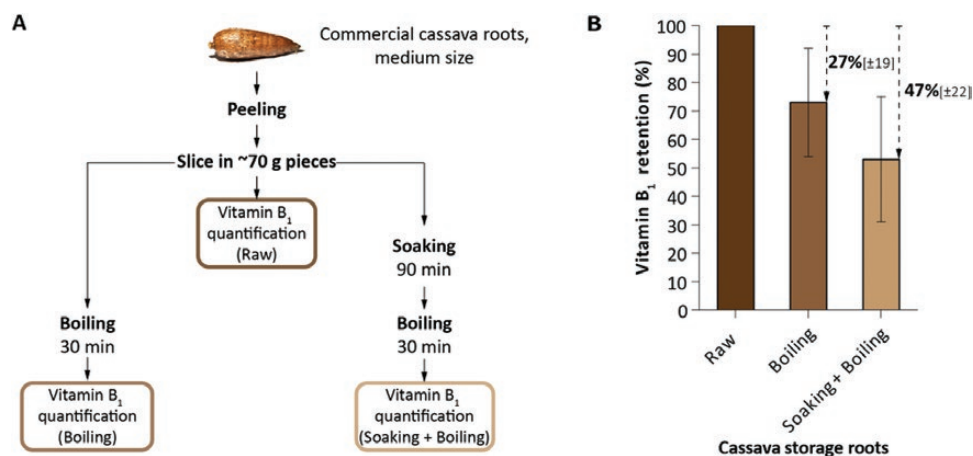 A
Commercial cassava roots,
medium size
Peeling
Slice in ~70 g pieces
Vitamin B₁
quantification
(Raw)
Soaking
90 min
Boiling
30 min
Boiling
30 min
Vitamin B₁
quantification
(Boiling)
Vitamin B₁
quantification
(Soaking + Boiling)
B
Vitamin B₁ retention (%)
100
90
80
70
60
50
40
30
20
10
0
27%[±19]
47%[±22]
Raw
Boiling
Soaking + Boiling
Cassava storage roots